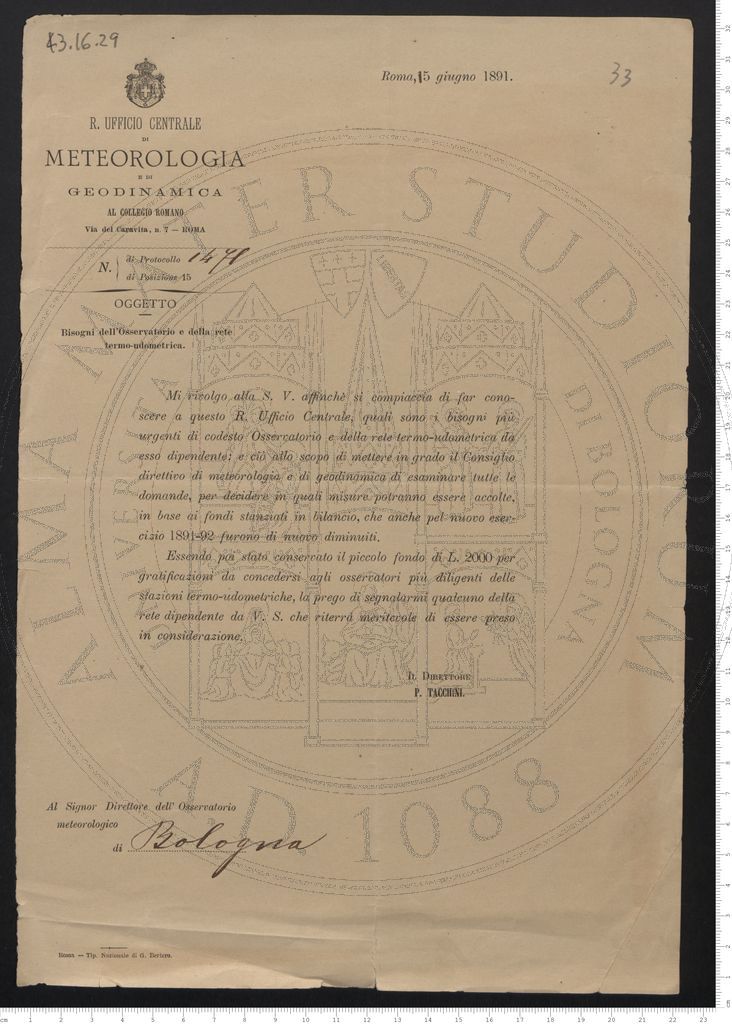 43.16.29
33
Roma, 15 giugno 1891.
R. UFFICIO CENTRALE
DI
METEOROLOGIA
E DI
GEODINAMICA
AL COLLEGIO ROMANO
Via del Caravita, n. 7 — ROMA
N. di Protocollo
di Posizione 15
OGGETTO
Bisogni dell'Osservatorio e della rete
termo-udometrica.
Mi rivolgo alla S. V. affinchè si compiaccia di far cono-
scere a questo R. Ufficio Centrale, quali sono i bisogni più
urgenti di codesto Osservatorio e della rete termo-udometrica da
esso dipendente; e ciò allo scopo di mettere in grado il Consiglio
direttivo di meteorologia e di geodinamica di esaminare tutte le
domande, per decidere in quali misure potranno essere accolte,
in base ai fondi stanziati in bilancio, che anche pel nuovo eser-
cizio 1891-92 furono di nuovo diminuiti.
Essendo poi stato conservato il piccolo fondo di L. 2000 per
gratificazioni da concedersi agli osservatori più diligenti delle
stazioni termo-udometriche, la prego di segnalarmi qualcuno della
rete dipendente da V. S. che riterrà meritevole di essere preso
in considerazione.
IL DIRETTORE
P. TACCHINI.
Al Signor Direttore dell'Osservatorio
meteorologico
di Bologna
Roma — Tip. Nazionale di G. Bertero.
ALMA MATER STUDIORUM
UNIVERSITÀ DI BOLOGNA
LIBERTAS
A.D. 1088